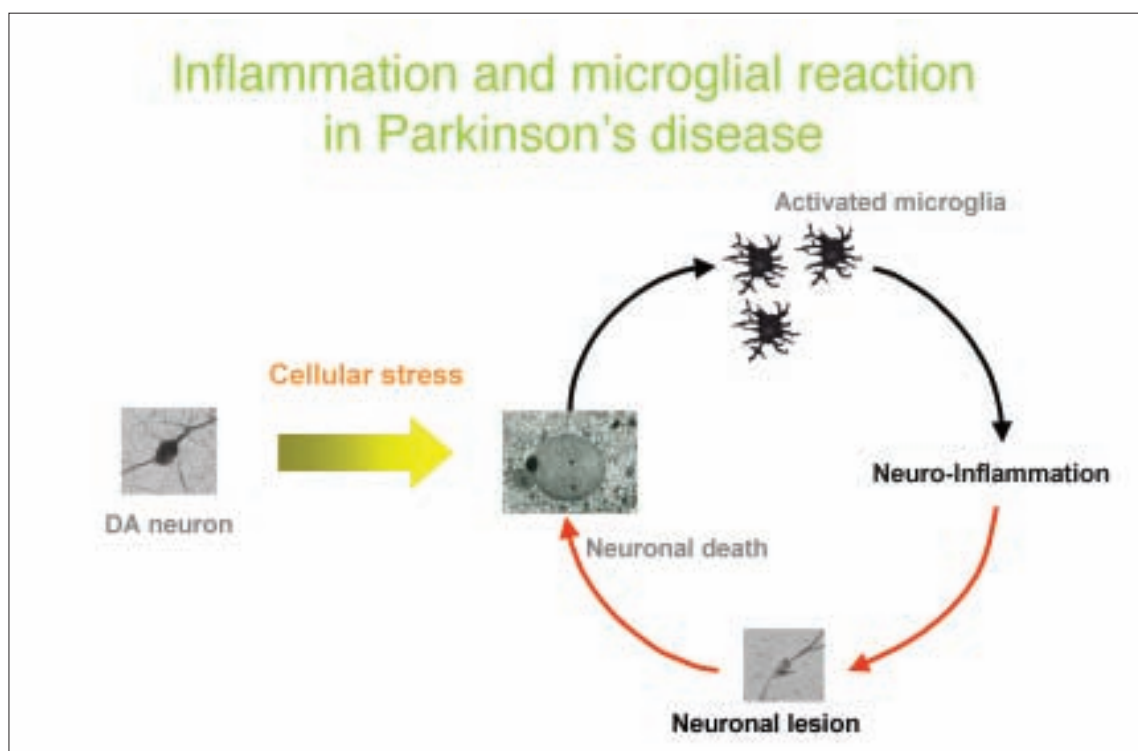 Inflammation and microglial reaction
in Parkinson's disease
Activated microglia
Cellular stress
Neuro-Inflammation
DA neuron
Neuronal death
Neuronal lesion